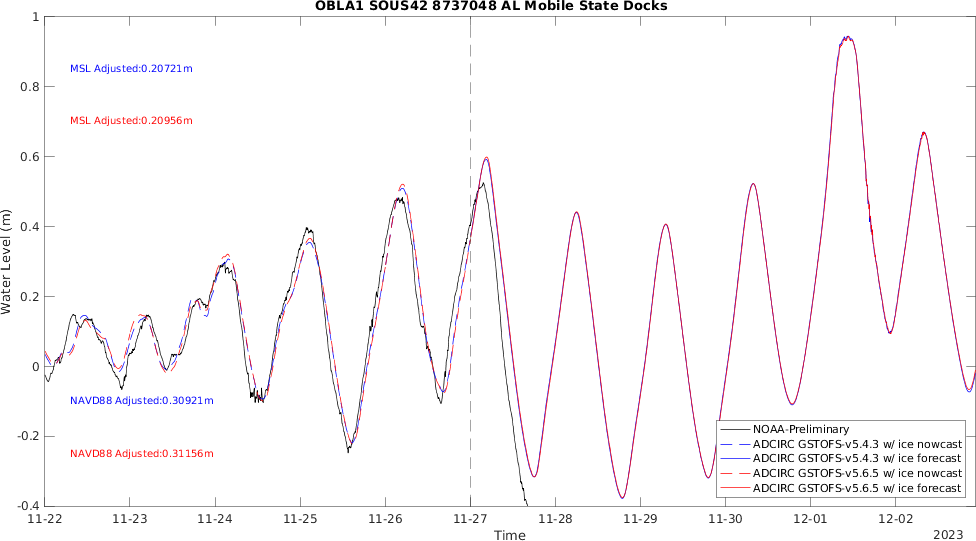 OBLA1 SOUS42 8737048 AL Mobile State Docks
1
0.8
0.6
0.4
0.2
0
-0.2
-0.4
Water Level (m)
MSL Adjusted:0.20721m
MSL Adjusted:0.20956m
NAVD88 Adjusted:0.30921m
NAVD88 Adjusted:0.31156m
NOAA-Preliminary
ADCIRC GSTOFS-v5.4.3 w/ ice nowcast
ADCIRC GSTOFS-v5.4.3 w/ ice forecast
ADCIRC GSTOFS-v5.6.5 w/ ice nowcast
ADCIRC GSTOFS-v5.6.5 w/ ice forecast
11-22 11-23 11-24 11-25 11-26 11-27 11-28 11-29 11-30 12-01 12-02
Time
2023